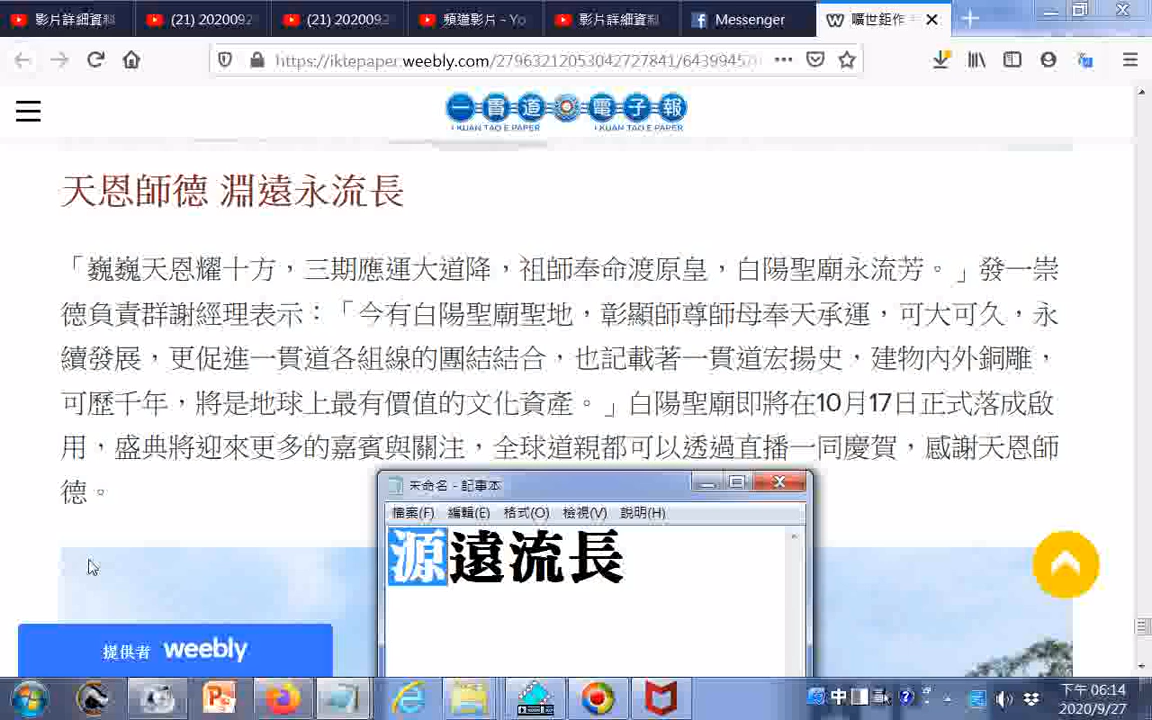 影片詳細資料
(21) 2020092
(21) 202009
頻道影片 - Yo
影片詳細資料
Messenger
曠世鉅作
https://iktepaper.weebly.com/27963212053042727841/6439945
一貫道電子報
I KUAN TAO E PAPER I KUAN TAO E PAPER
天恩師德 淵遠永流長
「巍巍天恩耀十方，三期應運大道降，祖師奉命渡原皇，白陽聖廟永流芳。」發一崇
德負責群謝經理表示：「今有白陽聖廟聖地，彰顯師尊師母奉天承運，可大可久，永
續發展，更促進一貫道各組線的團結結合，也記載著一貫道宏揚史，建物內外銅雕，
可歷千年，將是地球上最有價值的文化資產。」白陽聖廟即將在10月17日正式落成啟
用，盛典將迎來更多的嘉賓與關注，全球道親都可以透過直播一同慶賀，感謝天恩師
德。
未命名 - 記事本
檔案(F) 編輯(E) 格式(O) 檢視(V) 說明(H)
源遠流長
提供者 weebly
中
下午 06:14
2020/9/27